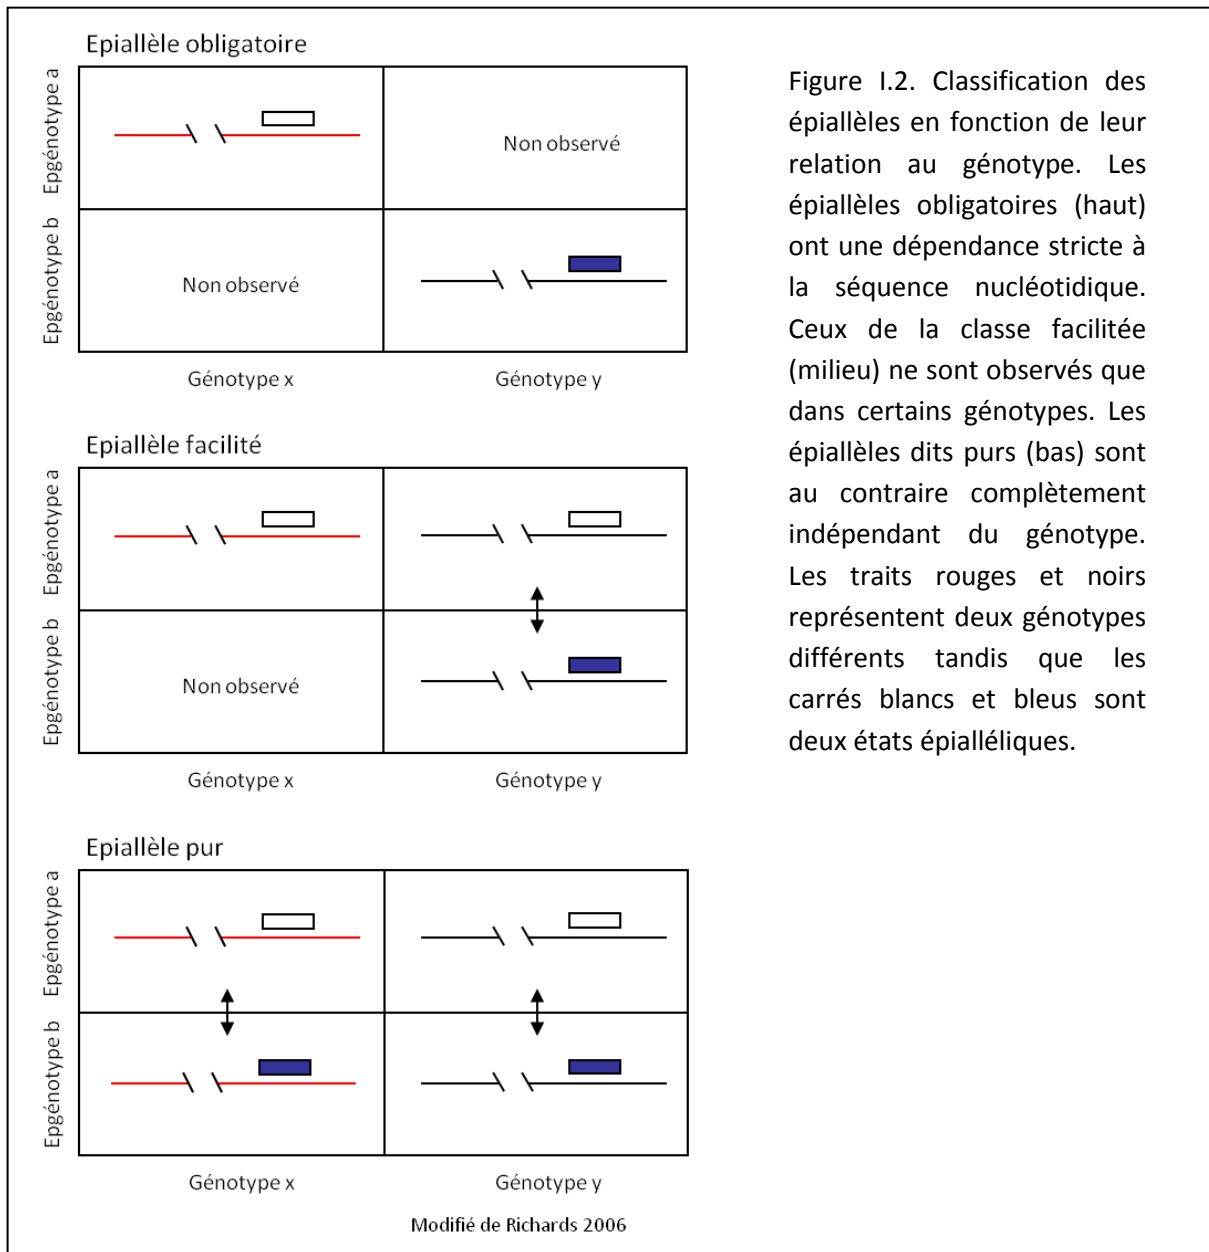 Epiallèle obligatoire
Epgénotype a
Non observé
Epgénotype b
Non observé
Génotype x
Génotype y
Epiallèle facilité
Epgénotype a
Epgénotype b
Non observé
Génotype x
Génotype y
Epiallèle pur
Epgénotype a
Epgénotype b
Génotype x
Génotype y
Modifié de Richards 2006
Figure I.2. Classification des
épiallèles en fonction de leur
relation au génotype. Les
épiallèles obligatoires (haut)
ont une dépendance stricte à
la séquence nucléotidique.
Ceux de la classe facilitée
(milieu) ne sont observés que
dans certains génotypes. Les
épiallèles dits purs (bas) sont
au contraire complètement
indépendant du génotype.
Les traits rouges et noirs
représentent deux génotypes
différents tandis que les
carrés blancs et bleus sont
deux états épialléliques.